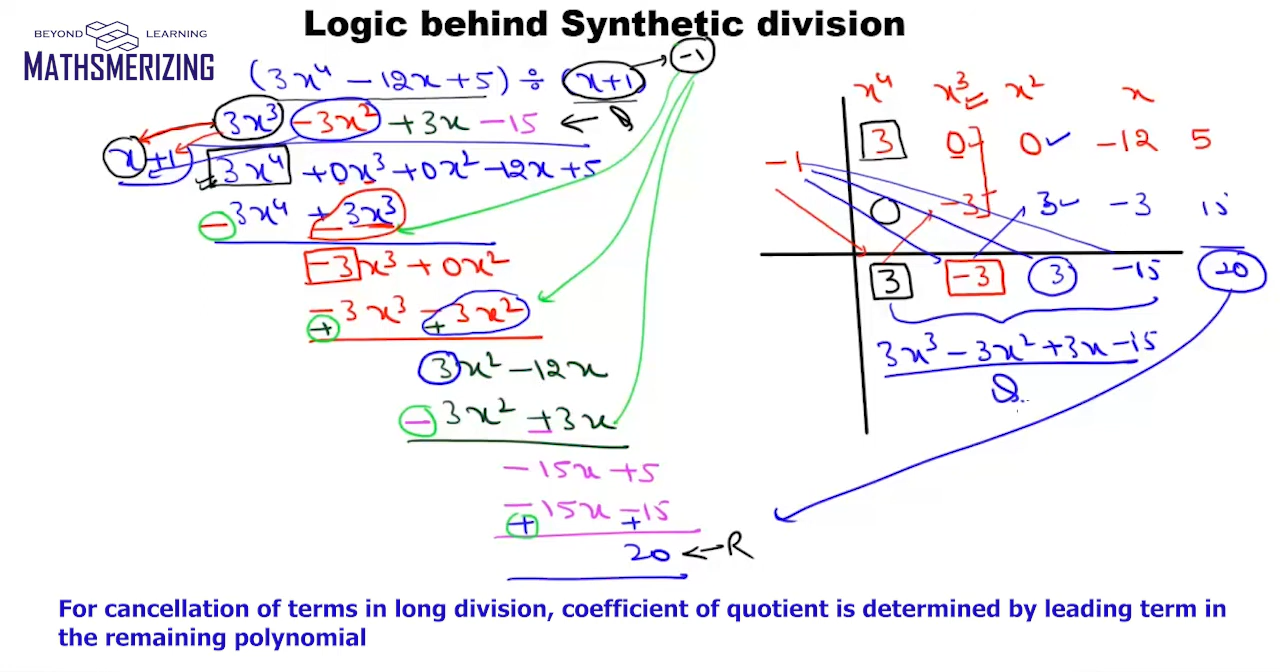 Logic behind Synthetic division
BEYOND LEARNING
MATHSMERIZING
(3x⁴ - 12x + 5) ÷ (x+1) → -1
3x³ - 3x² + 3x - 15 ← Q
x + 1
3x⁴ + 0x³ + 0x² - 12x + 5
- 3x⁴ + 3x³
-
-3x³ + 0x²
- 3x³ - 3x²
+ +
3x² - 12x
- 3x² + 3x
-
- 15x + 5
- 15x - 15
+ +
20 ← R
x⁴ x³ x² x
3 0 0 ✓ -12 5
-1
0 -3 3 ✓ -3 15
3 -3 3 -15 20
3x³ - 3x² + 3x - 15
Q
For cancellation of terms in long division, coefficient of quotient is determined by leading term in
the remaining polynomial